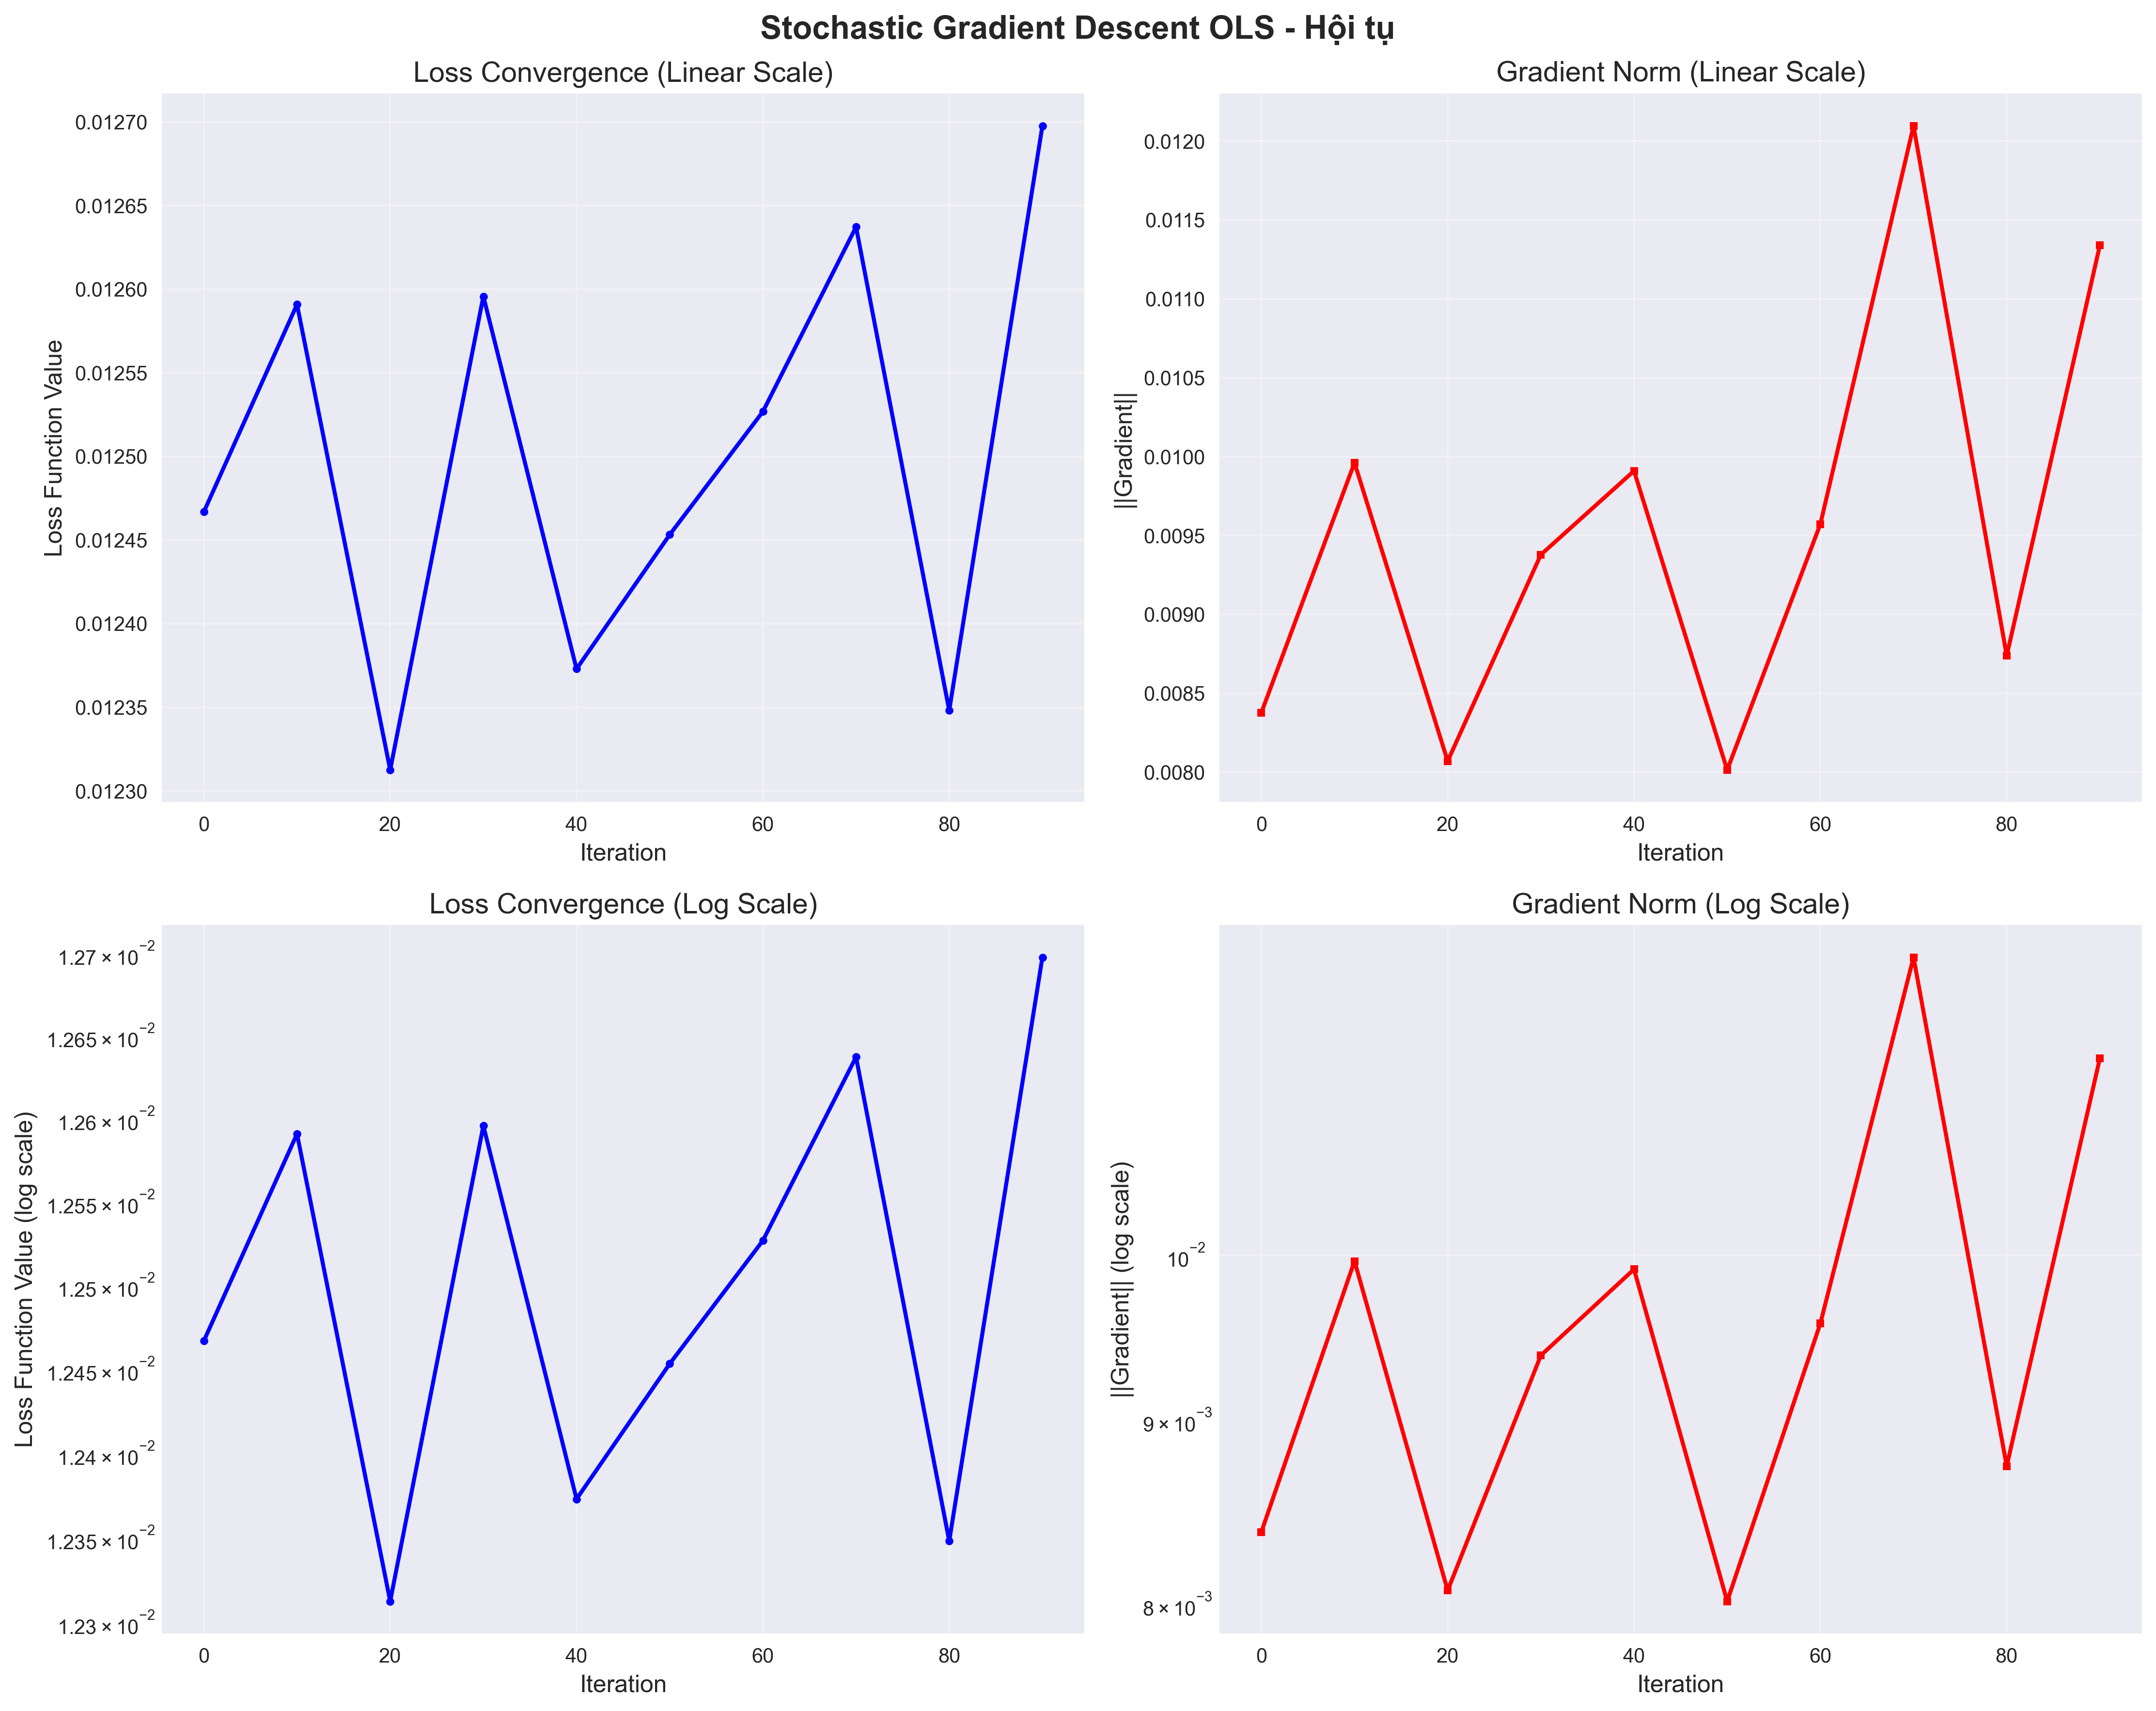 Stochastic Gradient Descent OLS - Hội tụ
Loss Convergence (Linear Scale)
0.01270
0.01265
0.01260
0.01255
0.01250
0.01245
0.01240
0.01235
0.01230
Loss Function Value
0 20 40 60 80
Iteration
Gradient Norm (Linear Scale)
0.0120
0.0115
0.0110
0.0105
0.0100
0.0095
0.0090
0.0085
0.0080
||Gradient||
0 20 40 60 80
Iteration
Loss Convergence (Log Scale)
1.27 × 10⁻²
1.265 × 10⁻²
1.26 × 10⁻²
1.255 × 10⁻²
1.25 × 10⁻²
1.245 × 10⁻²
1.24 × 10⁻²
1.235 × 10⁻²
1.23 × 10⁻²
Loss Function Value (log scale)
0 20 40 60 80
Iteration
Gradient Norm (Log Scale)
10⁻²
9 × 10⁻³
8 × 10⁻³
||Gradient|| (log scale)
0 20 40 60 80
Iteration